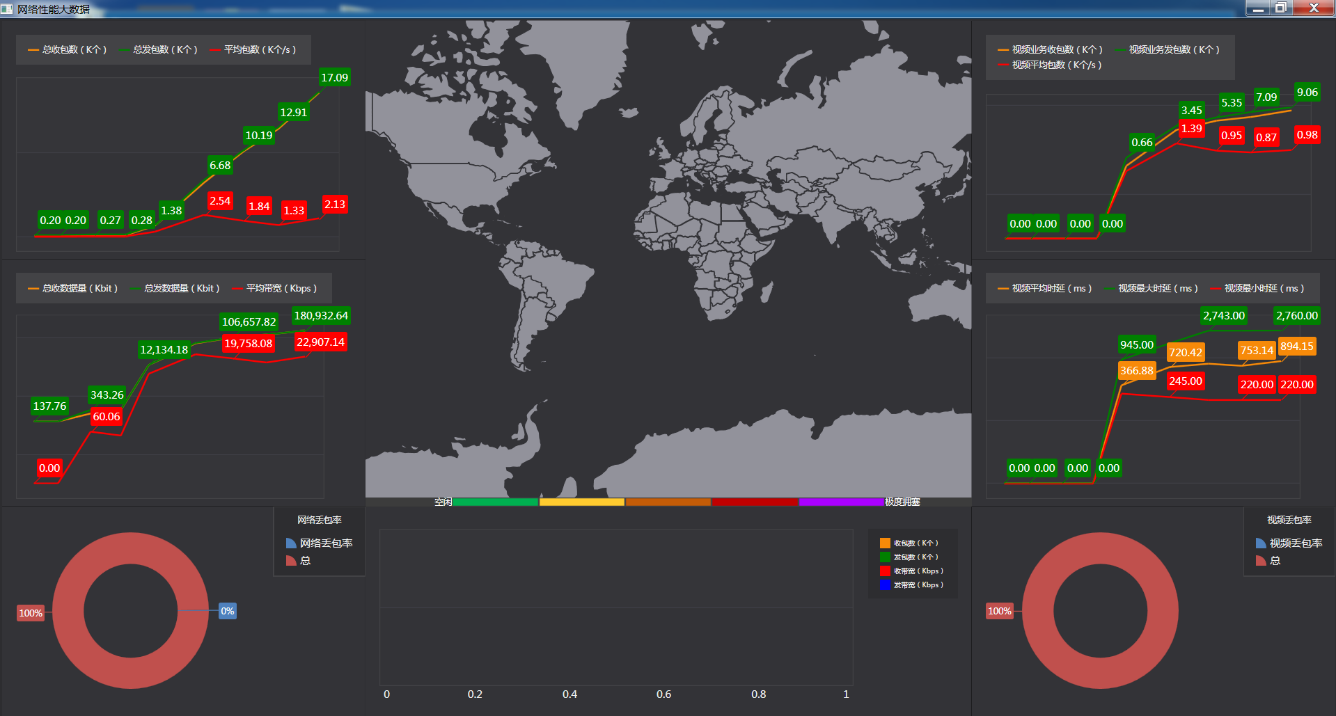 网络性能大数据
总收包数（K个） 总发包数（K个） 平均包数（K个/s）
17.09
12.91
10.19
6.68
2.54 1.84 1.33 2.13
0.20 0.20 0.27 0.28 1.38
总收数据量（Kbit） 总发数据量（Kbit） 平均带宽（Kbps）
106,657.82 180,932.64
12,134.18 19,758.08 22,907.14
343.26
137.76 60.06
0.00
网络丢包率
网络丢包率
总
100% 0%
空闲 极度拥塞
收包数（K个）
发包数（K个）
收带宽（Kbps）
发带宽（Kbps）
0 0.2 0.4 0.6 0.8 1
视频业务收包数（K个） 视频业务发包数（K个）
视频平均包数（K个/s）
3.45 5.35 7.09 9.06
0.66 1.39 0.95 0.87 0.98
0.00 0.00 0.00 0.00
视频平均时延（ms） 视频最大时延（ms） 视频最小时延（ms）
2,743.00 2,760.00
945.00 720.42 753.14 894.15
366.88 245.00 220.00 220.00
0.00 0.00 0.00 0.00
视频丢包率
视频丢包率
总
100%